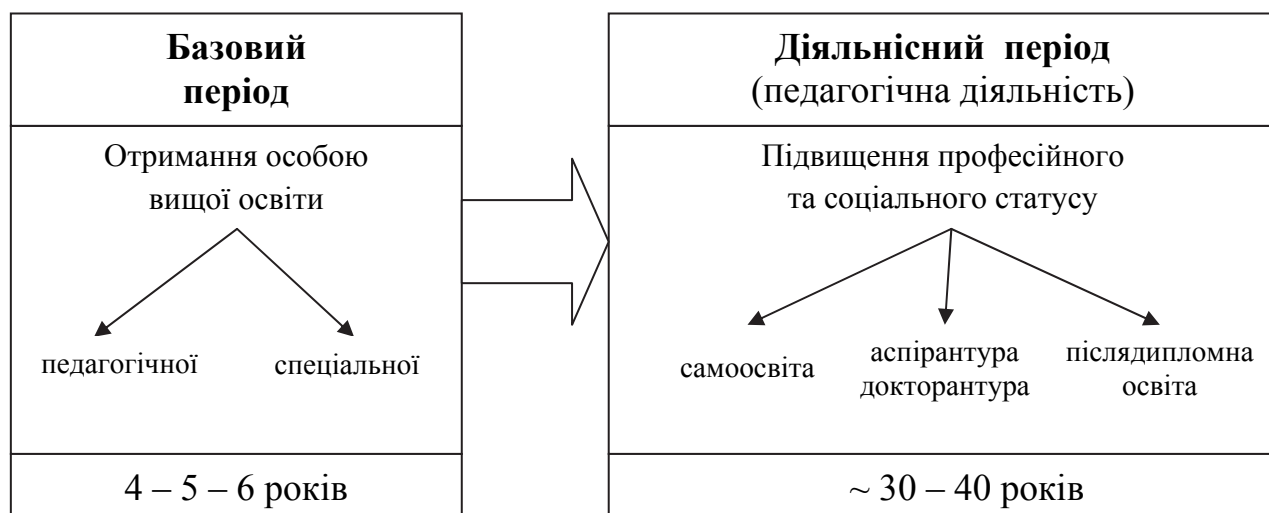 Базовий
період
Отримання особою
вищої освіти
педагогічної
спеціальної
4 – 5 – 6 років
Діяльнісний період
(педагогічна діяльність)
Підвищення професійного
та соціального статусу
самоосвіта
аспірантура
докторантура
післядипломна
освіта
~ 30 – 40 років